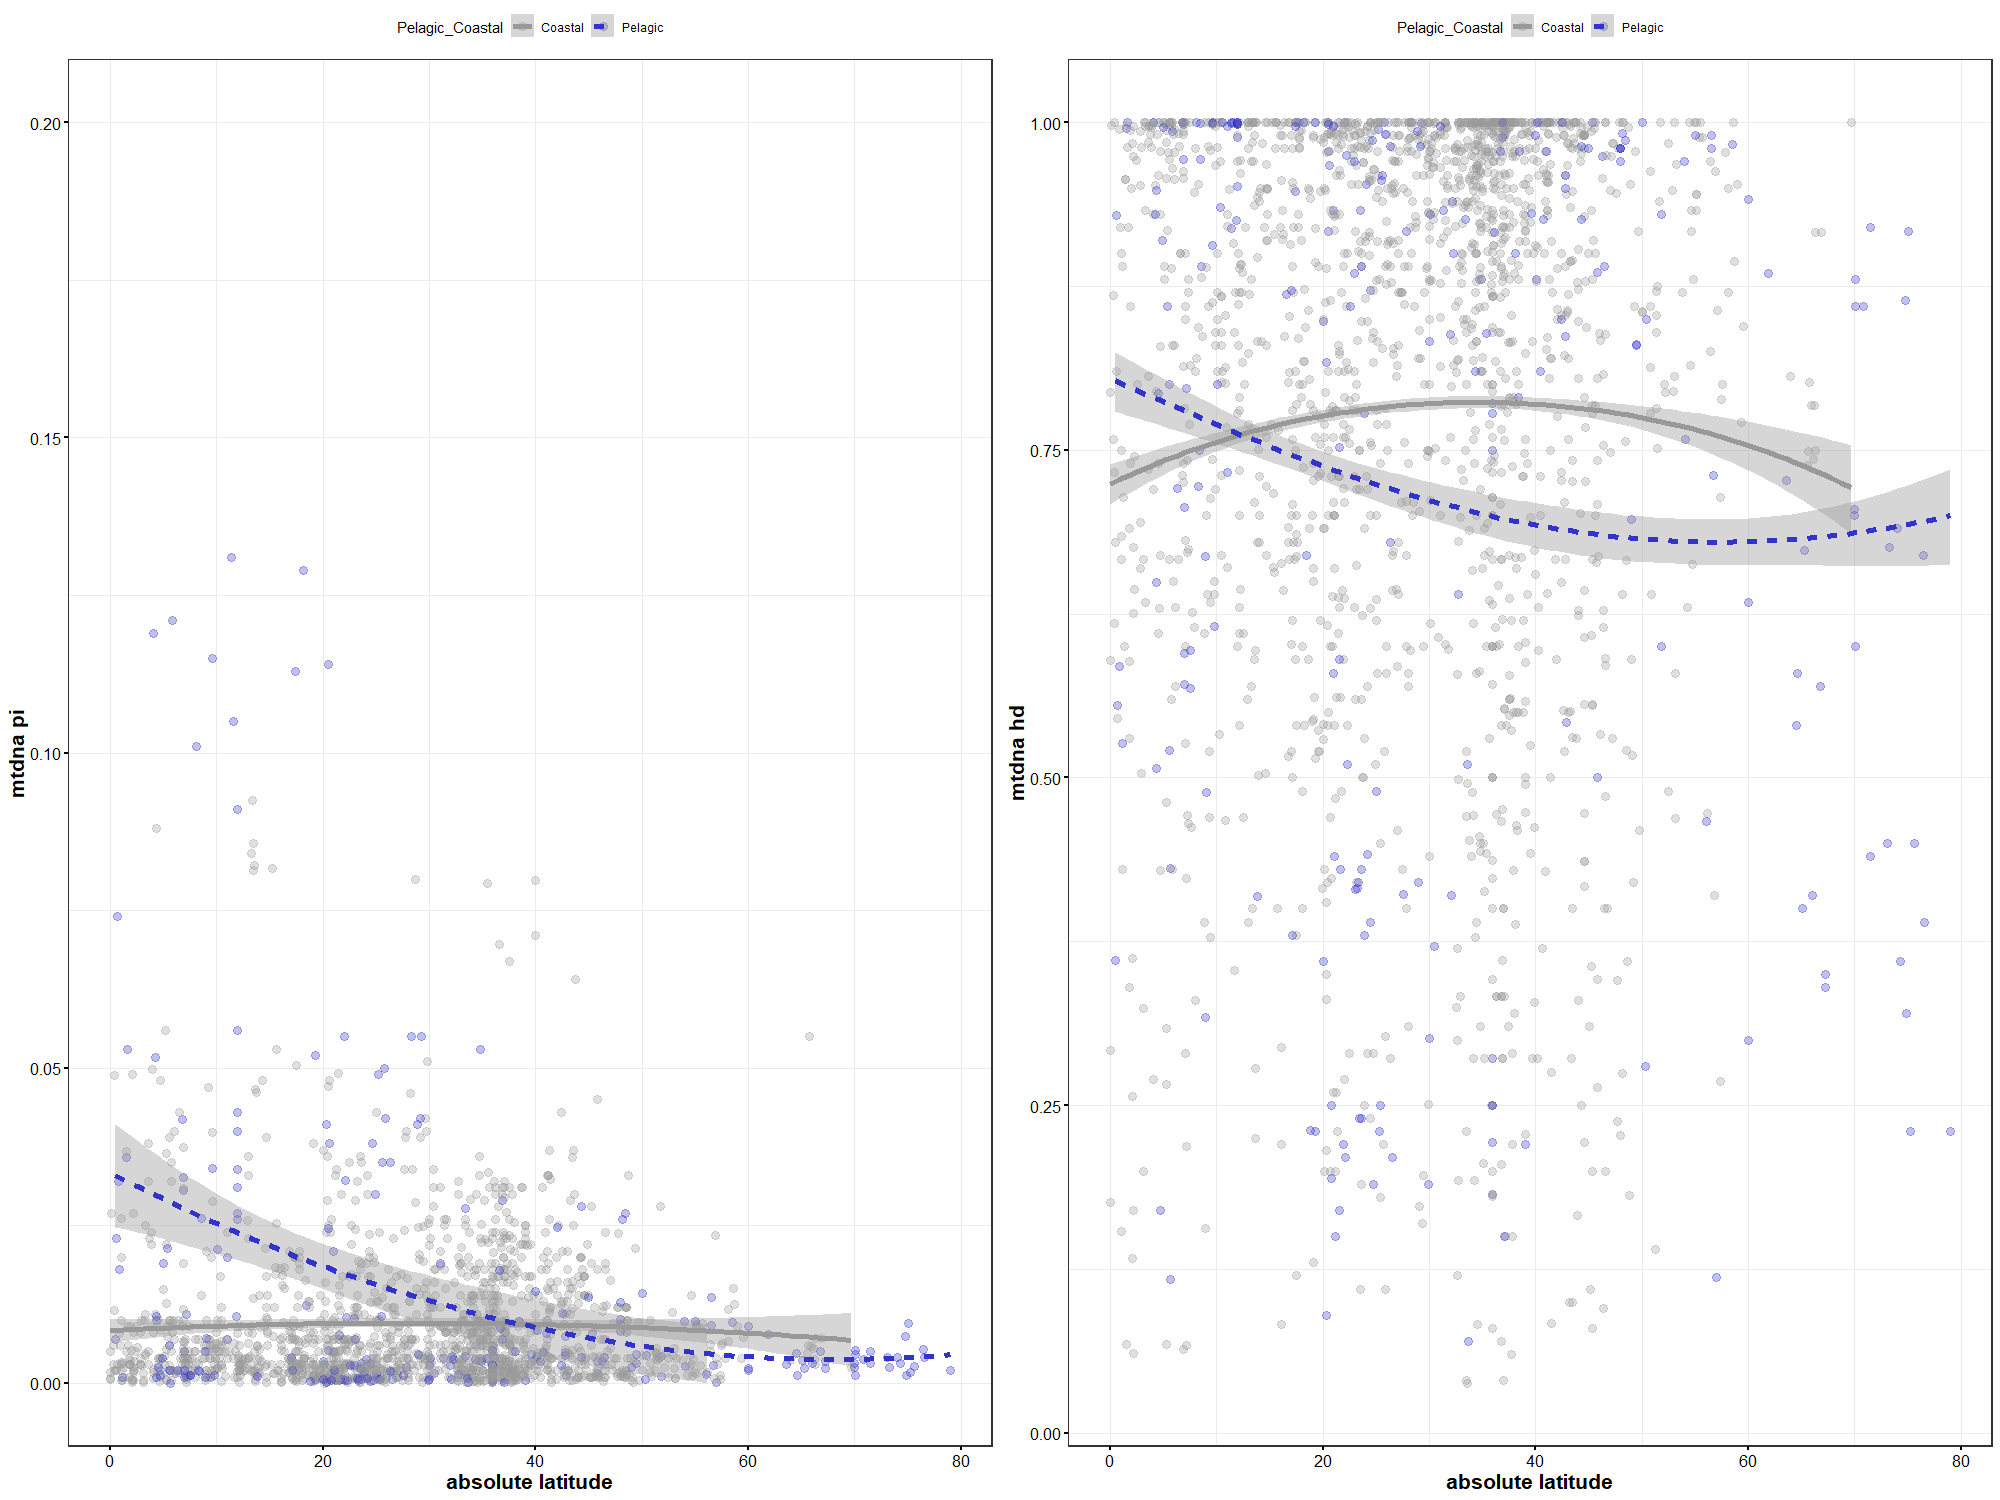 Pelagic_Coastal Coastal Pelagic
mtdna pi
0.20
0.15
0.10
0.05
0.00
0 20 40 60 80
absolute latitude
Pelagic_Coastal Coastal Pelagic
mtdna hd
1.00
0.75
0.50
0.25
0.00
0 20 40 60 80
absolute latitude